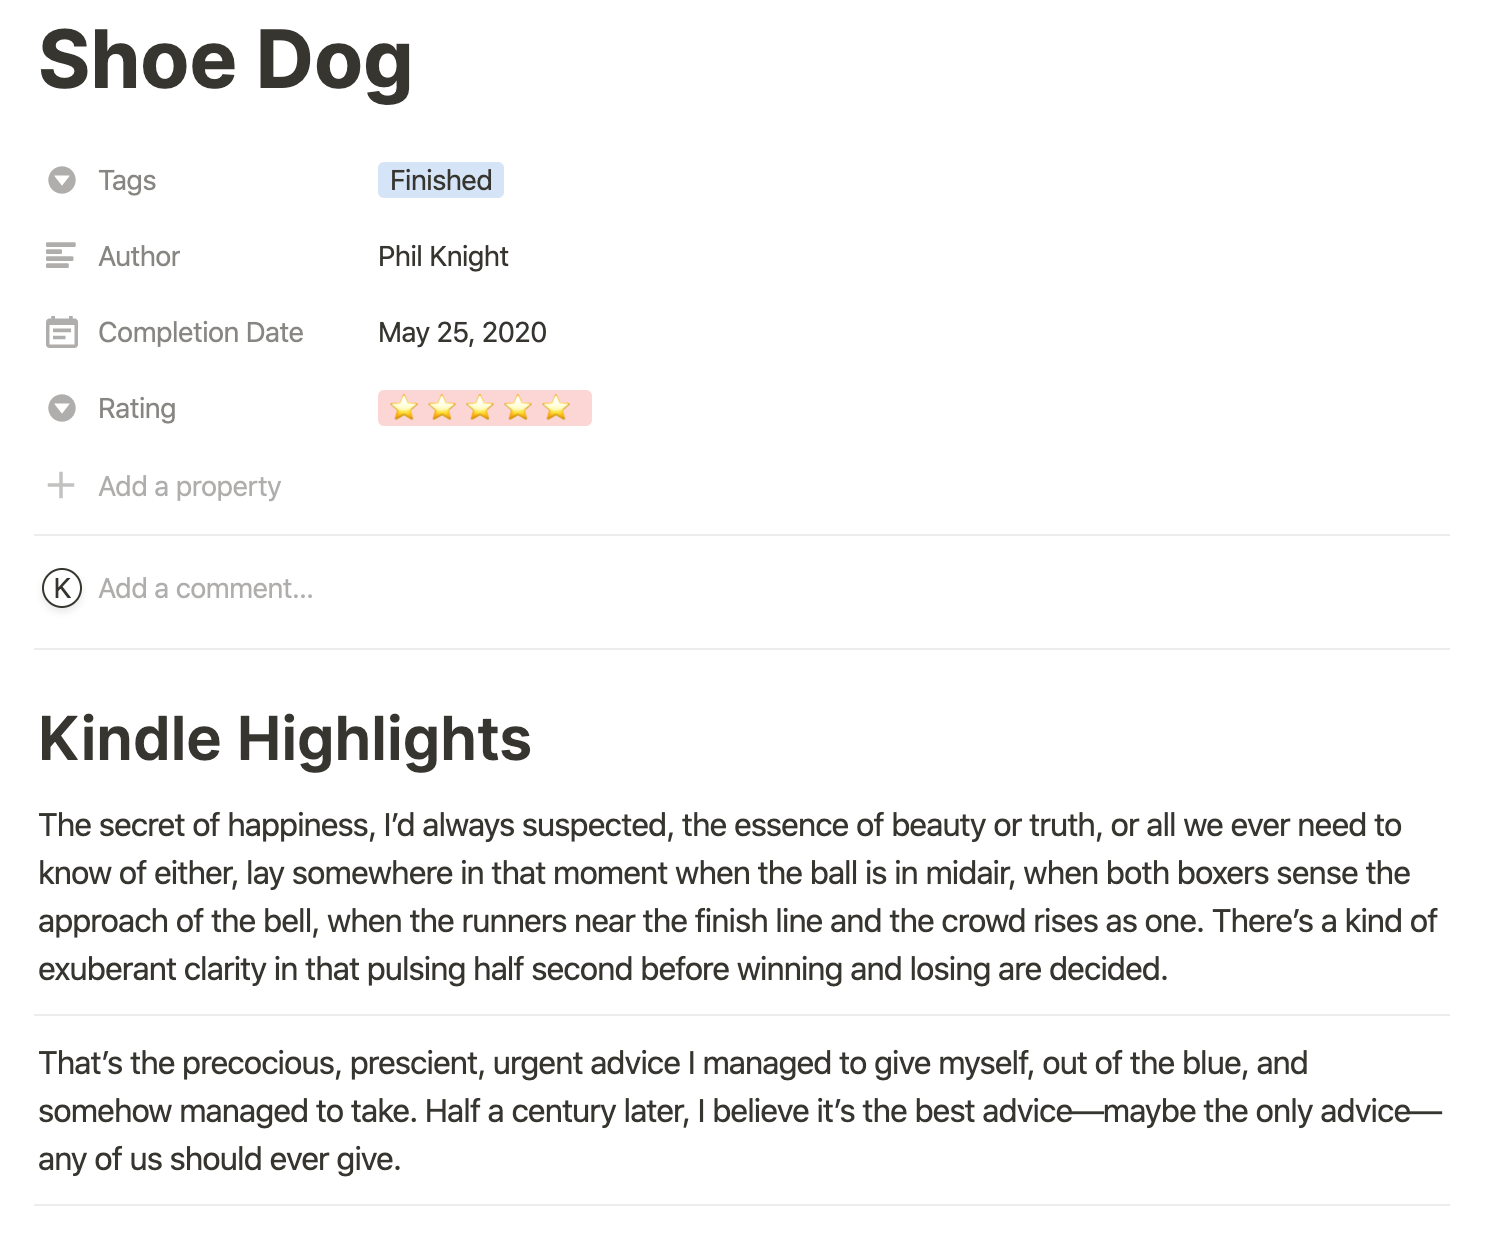 Shoe Dog
Tags Finished
Author Phil Knight
Completion Date May 25, 2020
Rating ⭐⭐⭐⭐⭐
Add a property
K Add a comment...
Kindle Highlights
The secret of happiness, I’d always suspected, the essence of beauty or truth, or all we ever need to
know of either, lay somewhere in that moment when the ball is in midair, when both boxers sense the
approach of the bell, when the runners near the finish line and the crowd rises as one. There’s a kind of
exuberant clarity in that pulsing half second before winning and losing are decided.
That’s the precocious, prescient, urgent advice I managed to give myself, out of the blue, and
somehow managed to take. Half a century later, I believe it’s the best advice—maybe the only advice—
any of us should ever give.